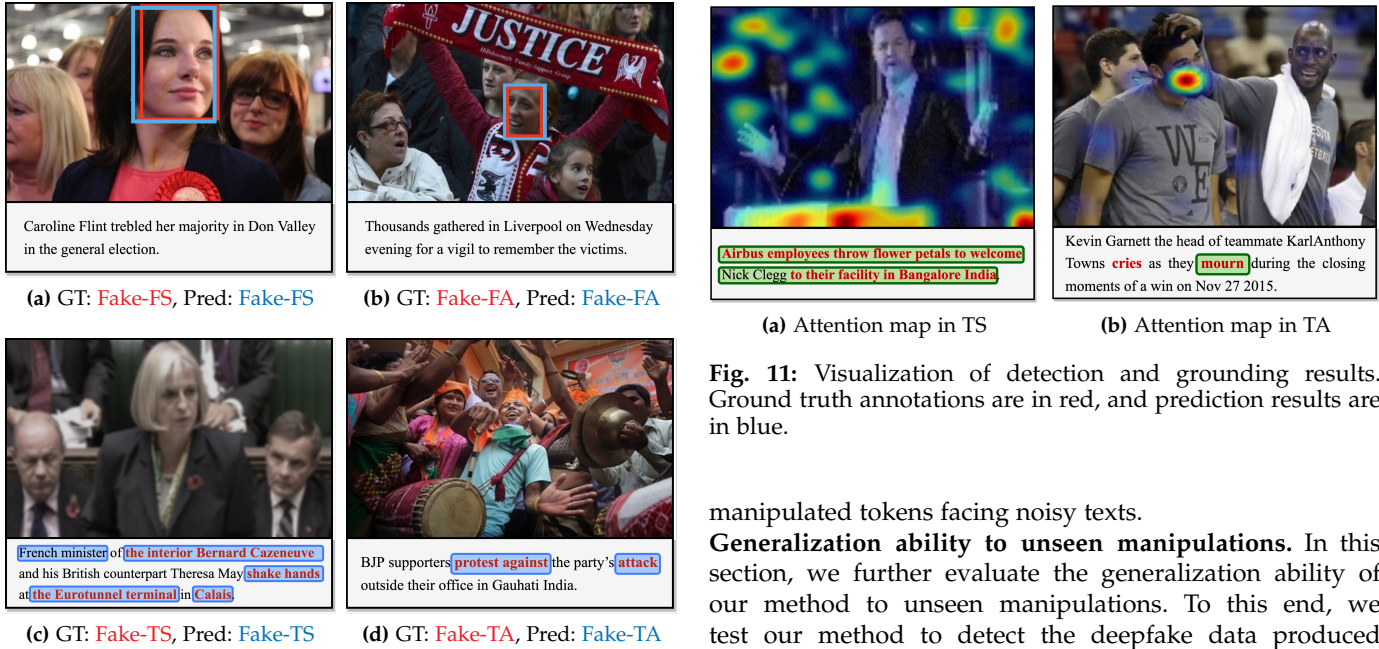 JUSTICE
Hillsborough Family Support Group
Caroline Flint trebled her majority in Don Valley
in the general election.
(a) GT: Fake-FS, Pred: Fake-FS
Thousands gathered in Liverpool on Wednesday
evening for a vigil to remember the victims.
(b) GT: Fake-FA, Pred: Fake-FA
French minister of the interior Bernard Cazeneuve
and his British counterpart Theresa May shake hands
at the Eurotunnel terminal in Calais.
(c) GT: Fake-TS, Pred: Fake-TS
BJP supporters protest against the party's attack
outside their office in Gauhati India.
(d) GT: Fake-TA, Pred: Fake-TA
Airbus employees throw flower petals to welcome
Nick Clegg to their facility in Bangalore India.
(a) Attention map in TS
WE
Kevin Garnett the head of teammate KarlAnthony
Towns cries as they mourn during the closing
moments of a win on Nov 27 2015.
(b) Attention map in TA
Fig. 11: Visualization of detection and grounding results.
Ground truth annotations are in red, and prediction results are
in blue.
manipulated tokens facing noisy texts.
Generalization ability to unseen manipulations. In this
section, we further evaluate the generalization ability of
our method to unseen manipulations. To this end, we
test our method to detect the deepfake data produced